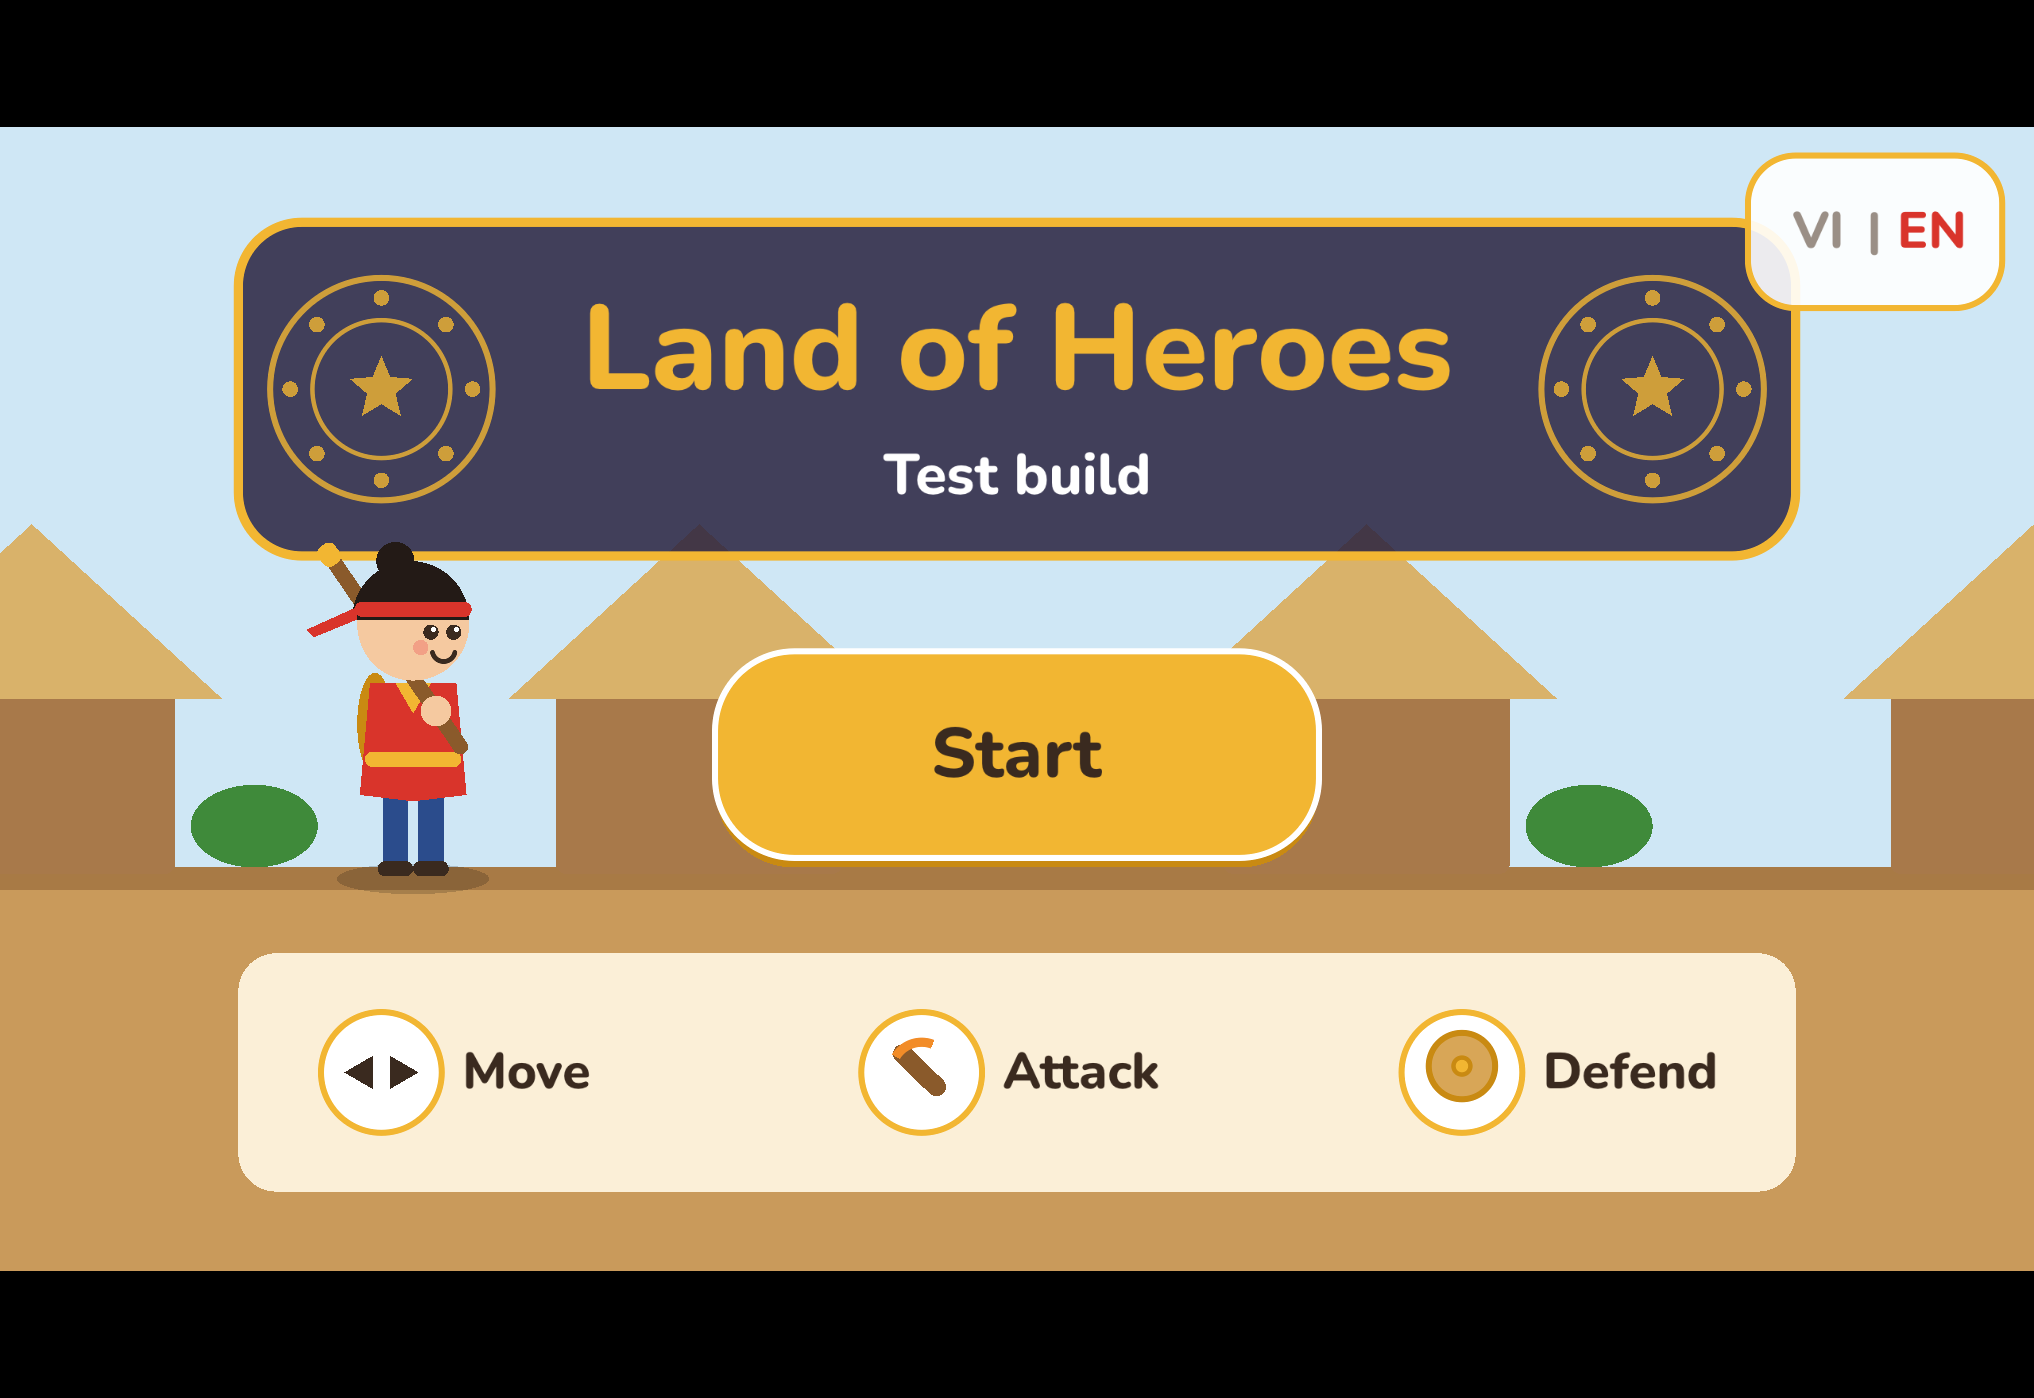 VI | EN
Land of Heroes
Test build
Start
Move
Attack
Defend